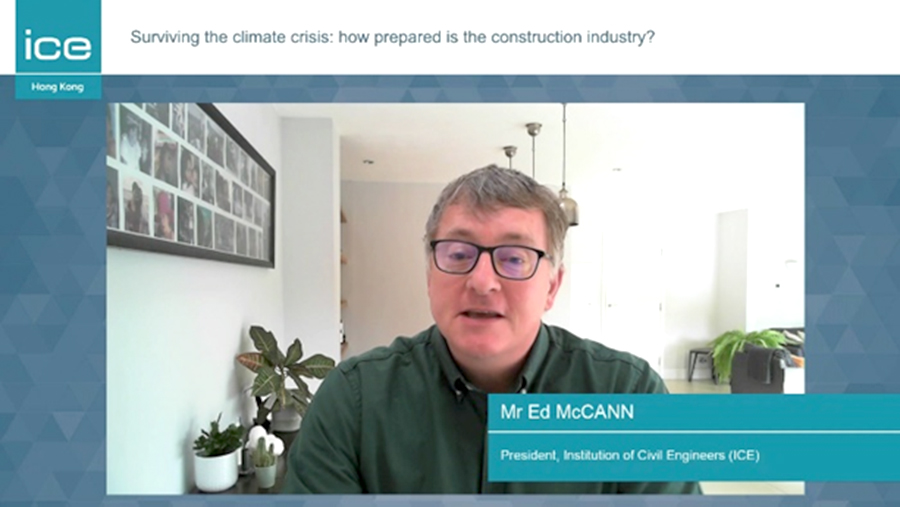 ice
Hong Kong
Surviving the climate crisis: how prepared is the construction industry?
Mr Ed McCANN
President, Institution of Civil Engineers (ICE)